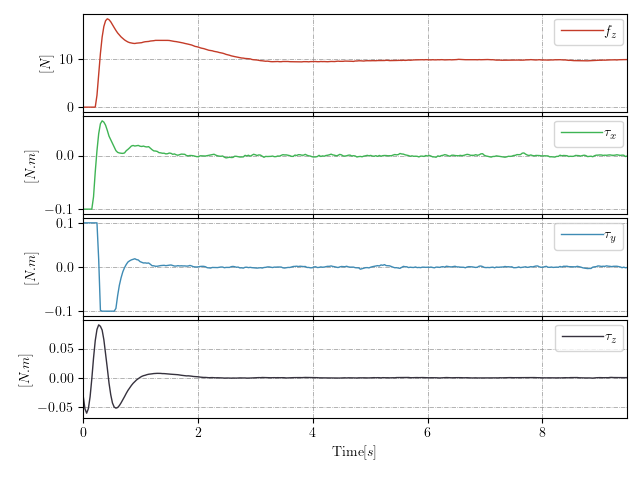 [N]
10
0
f_z
[N.m]
0.0
−0.1
τ_x
[N.m]
0.1
0.0
−0.1
τ_y
[N.m]
0.05
0.00
−0.05
τ_z
0 2 4 6 8
Time[s]